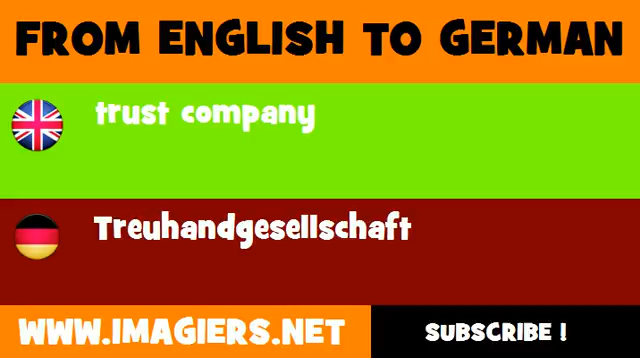 FROM ENGLISH TO GERMAN
trust company
Treuhandgesellschaft
WWW.IMAGIERS.NET
SUBSCRIBE !